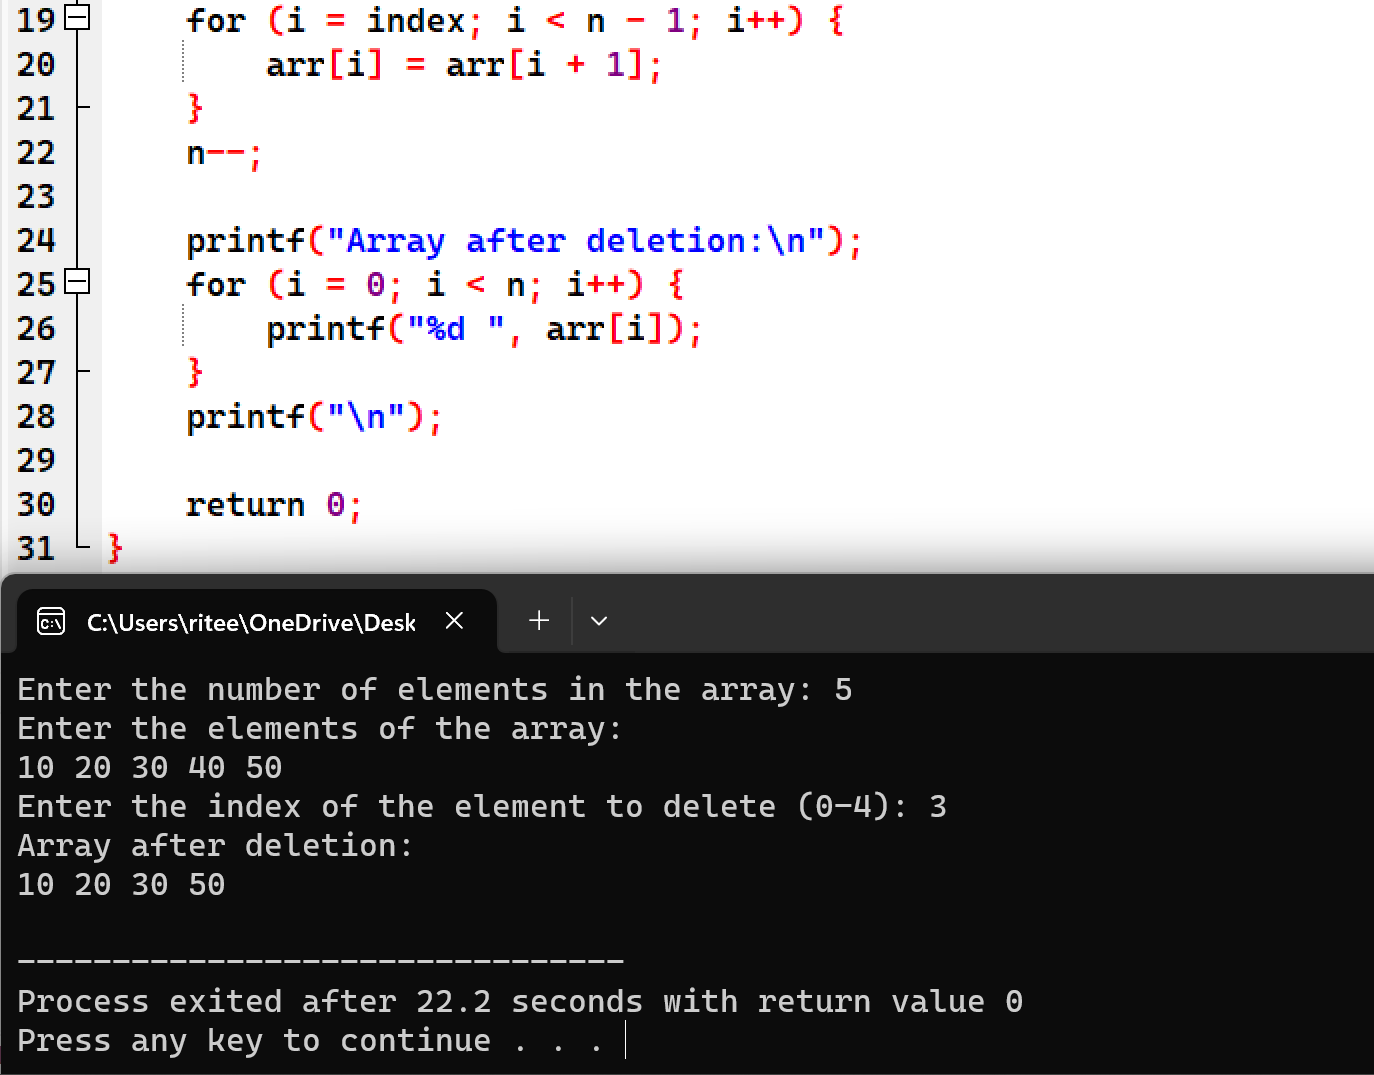 19 for (i = index; i < n - 1; i++) {
20 arr[i] = arr[i + 1];
21 }
22 n--;
23
24 printf("Array after deletion:\n");
25 for (i = 0; i < n; i++) {
26 printf("%d ", arr[i]);
27 }
28 printf("\n");
29
30 return 0;
31 }
C:\Users\ritee\OneDrive\Desk
Enter the number of elements in the array: 5
Enter the elements of the array:
10 20 30 40 50
Enter the index of the element to delete (0-4): 3
Array after deletion:
10 20 30 50
--------------------------------
Process exited after 22.2 seconds with return value 0
Press any key to continue . . .